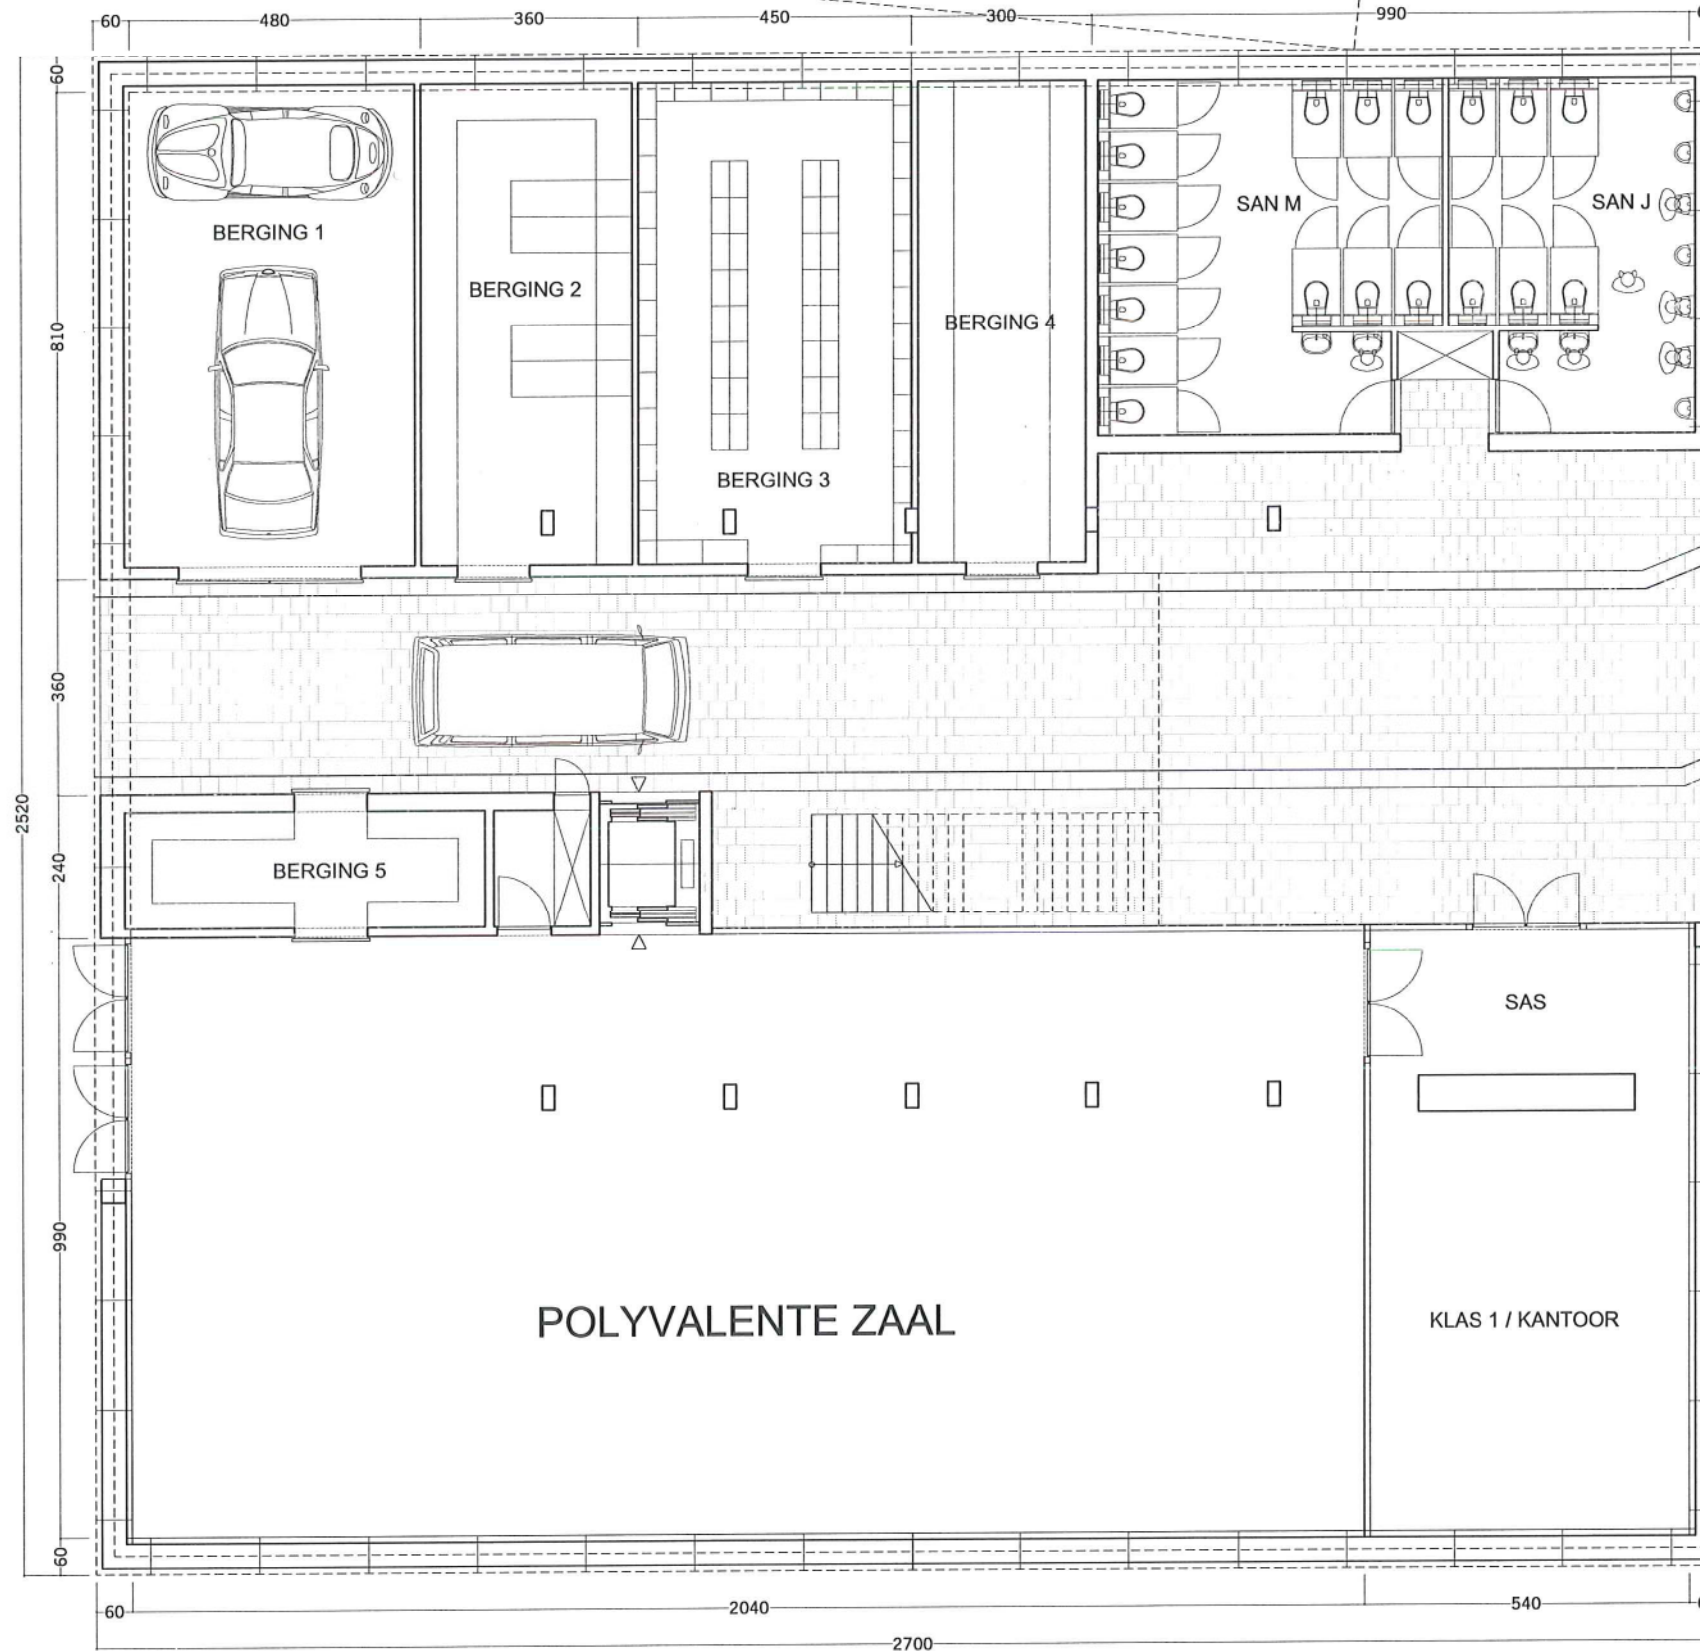 60
480
360
450
300
990
60
BERGING 1
BERGING 2
BERGING 3
BERGING 4
SAN M
SAN J
810
360
2520
240
BERGING 5
SAS
990
POLYVALENTE ZAAL
KLAS 1 / KANTOOR
60
60
2040
540
2700